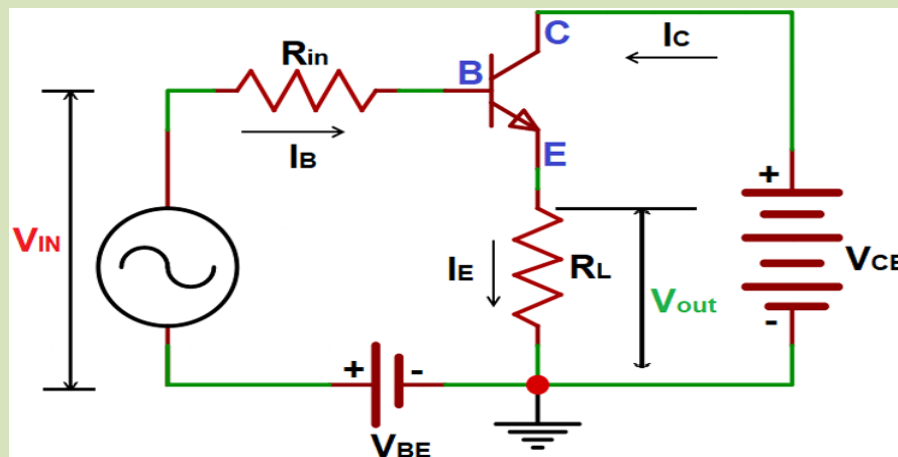 C
IC
Rin
B
IB
E
+
VIN
IE
RL
VCE
Vout
-
+
-
VBE